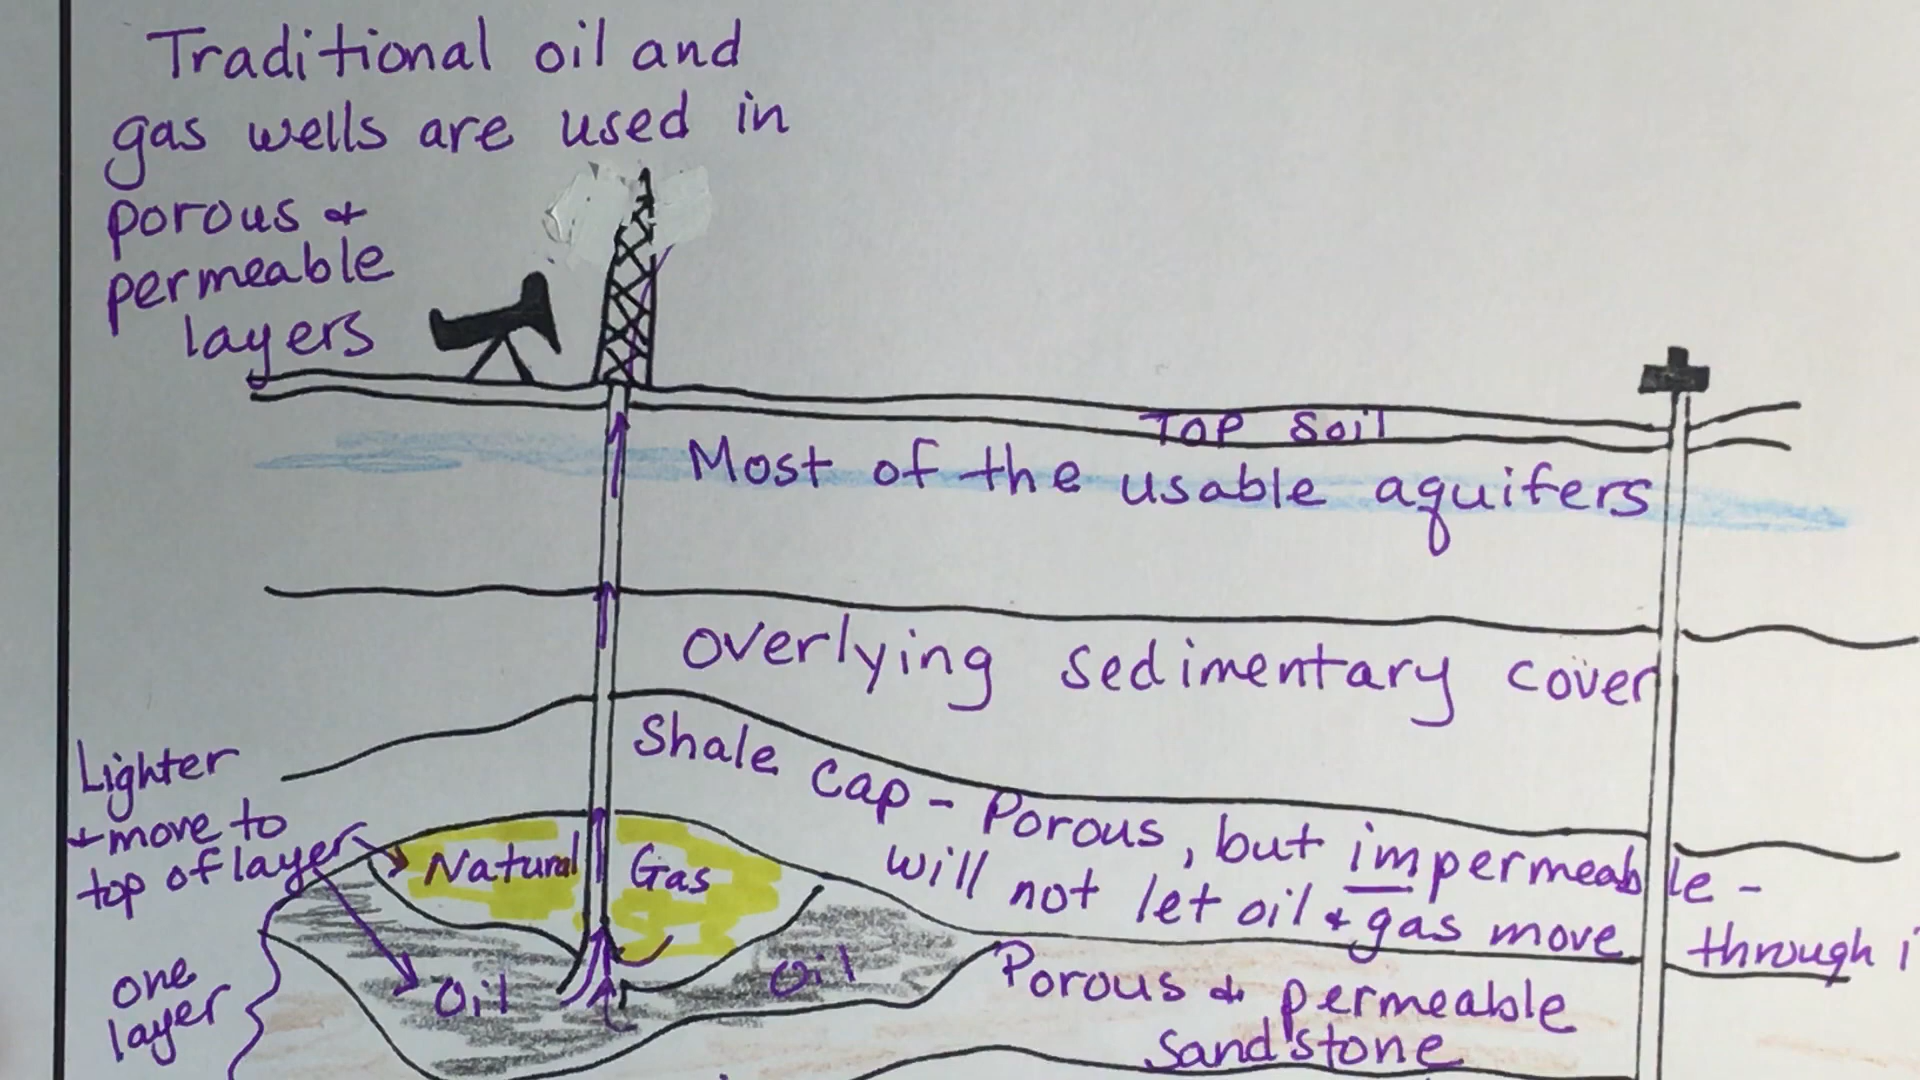 Traditional oil and
gas wells are used in
porous +
permeable
layers
Top Soil
Most of the usable aquifers
overlying sedimentary cover
Shale cap - Porous, but impermeable -
will not let oil + gas move through
Lighter
+ move to
top of layer
Natural Gas
one
layer
Oil
Oil
Porous + permeable
sandstone